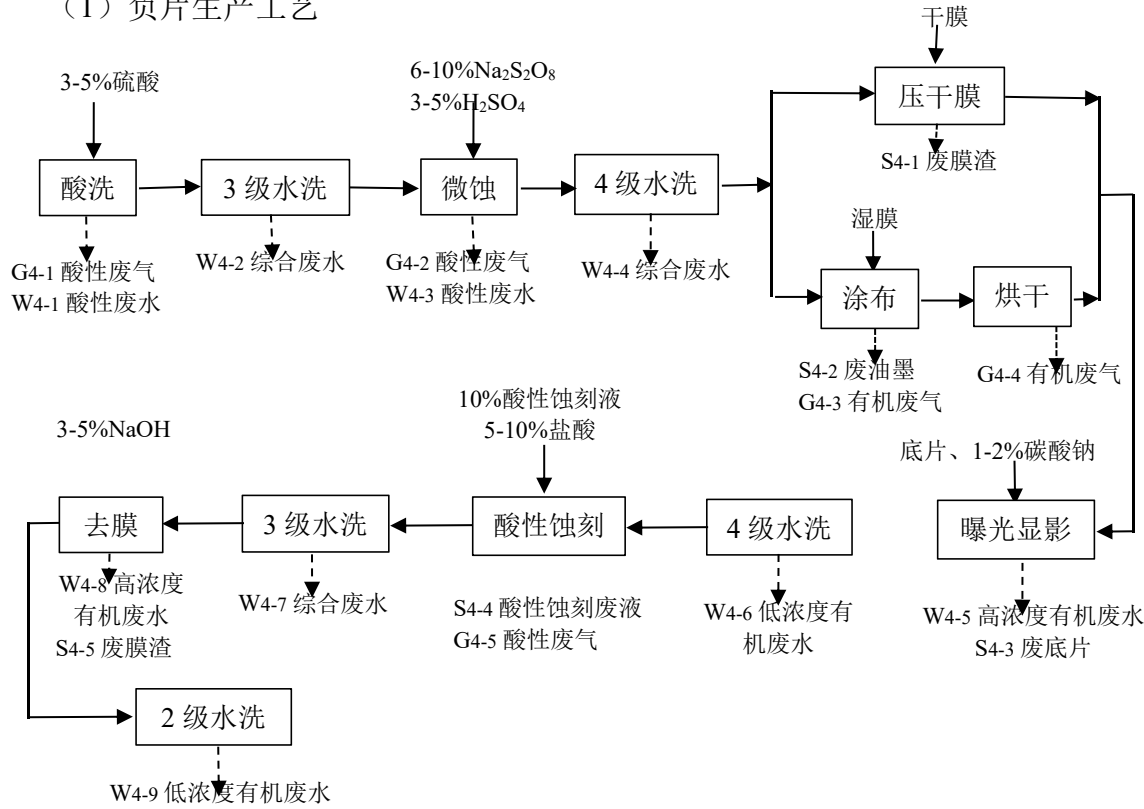 （1）负片生产工艺
干膜
3-5%硫酸
6-10%Na₂S₂O₈
3-5%H₂SO₄
压干膜
S4-1 废膜渣
酸洗
3 级水洗
微蚀
4 级水洗
G4-1 酸性废气
W4-1 酸性废水
W4-2 综合废水
G4-2 酸性废气
W4-3 酸性废水
W4-4 综合废水
湿膜
涂布
烘干
S4-2 废油墨
G4-3 有机废气
G4-4 有机废气
3-5%NaOH
10%酸性蚀刻液
5-10%盐酸
底片、1-2%碳酸钠
去膜
3 级水洗
酸性蚀刻
4 级水洗
曝光显影
W4-8 高浓度
有机废水
S4-5 废膜渣
W4-7 综合废水
S4-4 酸性蚀刻废液
G4-5 酸性废气
W4-6 低浓度有
机废水
W4-5 高浓度有机废水
S4-3 废底片
2 级水洗
W4-9 低浓度有机废水